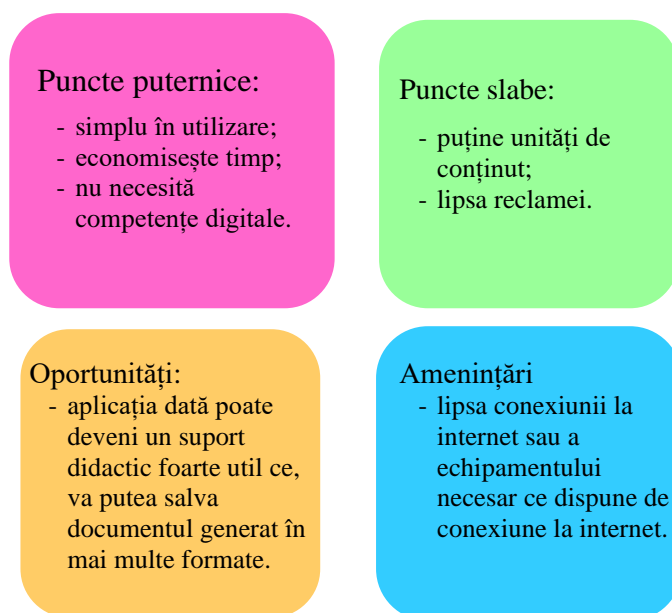 Puncte puternice:
- simplu în utilizare;
- economisește timp;
- nu necesită
competențe digitale.
Puncte slabe:
- puține unități de
conținut;
- lipsa reclamei.
Oportunități:
- aplicația dată poate
deveni un suport
didactic foarte util ce,
va putea salva
documentul generat în
mai multe formate.
Amenințări
- lipsa conexiunii la
internet sau a
echipamentului
necesar ce dispune de
conexiune la internet.